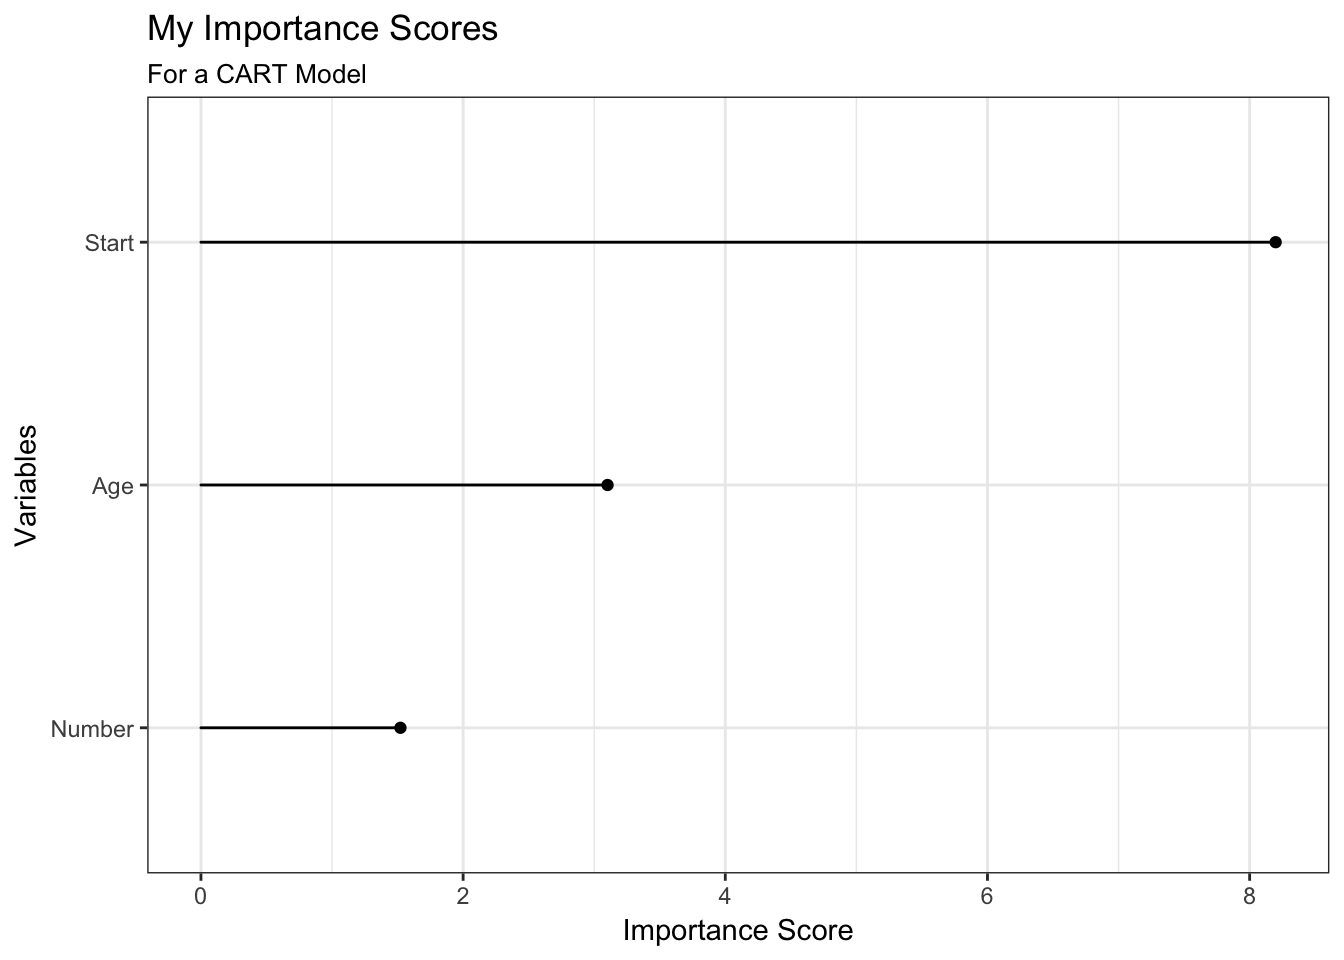 My Importance Scores
For a CART Model
Variables
Start
Age
Number
0 2 4 6 8
Importance Score